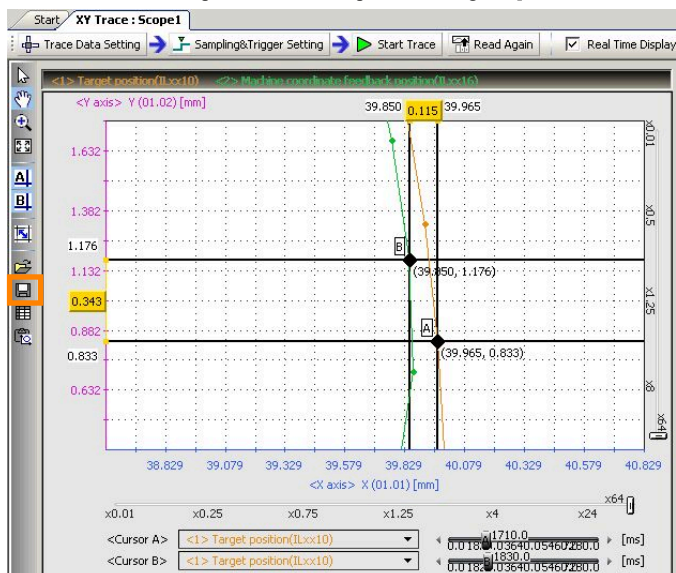 Start XY Trace : Scope1
Trace Data Setting Sampling&Trigger Setting Start Trace Read Again Real Time Display
<1> Target position(ILxx10) <2> Machine coordinate feedback position(ILxx16)
<Y axis> Y (01.02) [mm]
39.850 0.115 39.965
x0.01
1.632
A
B
1.382
x0.5
1.176
B
1.132
(39.850, 1.176)
0.343
x1.25
0.882
A
0.833
(39.965, 0.833)
0.632
x8
x64
38.829 39.079 39.329 39.579 39.829 40.079 40.329 40.579 40.829
<X axis> X (01.01) [mm]
x64
x0.01 x0.25 x0.75 x1.25 x4 x24
<Cursor A> <1> Target position(ILxx10) 1710.0 [ms]
<Cursor B> <1> Target position(ILxx10) 1830.0 [ms]